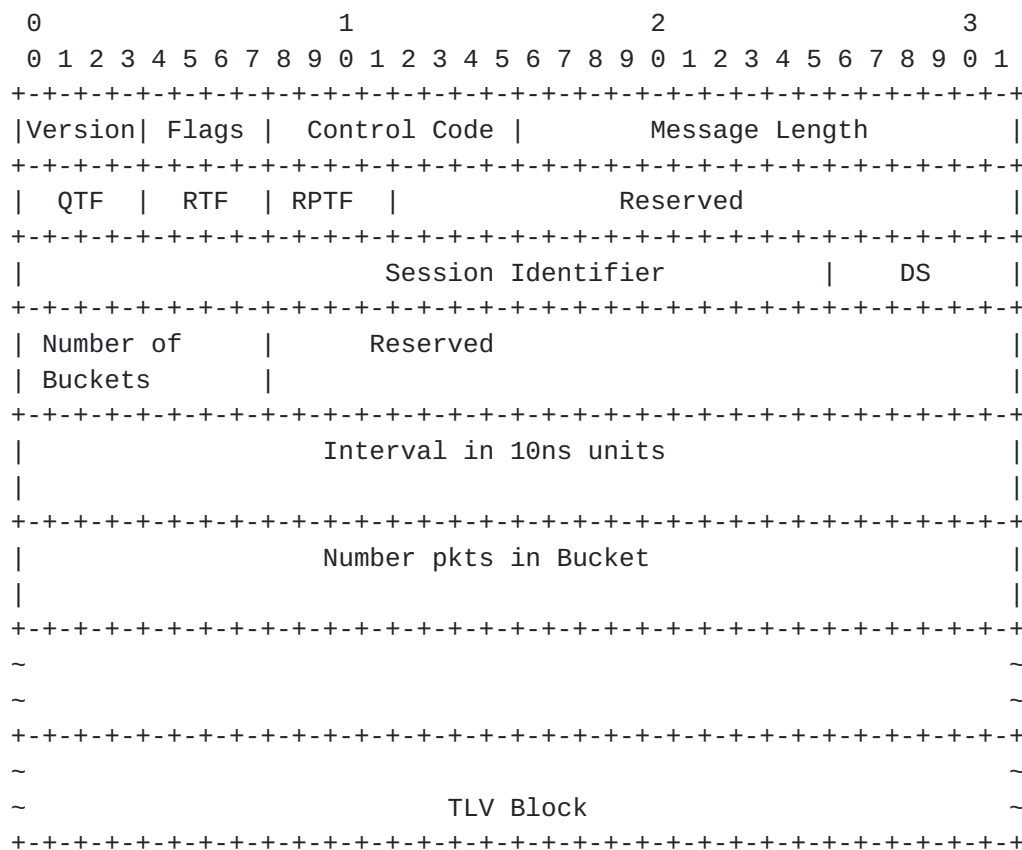 0                   1                   2                   3
 0 1 2 3 4 5 6 7 8 9 0 1 2 3 4 5 6 7 8 9 0 1 2 3 4 5 6 7 8 9 0 1
+-+-+-+-+-+-+-+-+-+-+-+-+-+-+-+-+-+-+-+-+-+-+-+-+-+-+-+-+-+-+-+-+
|Version| Flags |  Control Code |        Message Length         |
+-+-+-+-+-+-+-+-+-+-+-+-+-+-+-+-+-+-+-+-+-+-+-+-+-+-+-+-+-+-+-+-+
|  QTF  |  RTF  | RPTF  |              Reserved                 |
+-+-+-+-+-+-+-+-+-+-+-+-+-+-+-+-+-+-+-+-+-+-+-+-+-+-+-+-+-+-+-+-+
|                       Session Identifier          |    DS     |
+-+-+-+-+-+-+-+-+-+-+-+-+-+-+-+-+-+-+-+-+-+-+-+-+-+-+-+-+-+-+-+-+
| Number of     |      Reserved                                 |
| Buckets       |                                               |
+-+-+-+-+-+-+-+-+-+-+-+-+-+-+-+-+-+-+-+-+-+-+-+-+-+-+-+-+-+-+-+-+
|                   Interval in 10ns units                      |
|                                                               |
+-+-+-+-+-+-+-+-+-+-+-+-+-+-+-+-+-+-+-+-+-+-+-+-+-+-+-+-+-+-+-+-+
|                   Number pkts in Bucket                       |
|                                                               |
+-+-+-+-+-+-+-+-+-+-+-+-+-+-+-+-+-+-+-+-+-+-+-+-+-+-+-+-+-+-+-+-+
~                                                               ~
~                                                               ~
+-+-+-+-+-+-+-+-+-+-+-+-+-+-+-+-+-+-+-+-+-+-+-+-+-+-+-+-+-+-+-+-+
~                                                               ~
~                           TLV Block                           ~
+-+-+-+-+-+-+-+-+-+-+-+-+-+-+-+-+-+-+-+-+-+-+-+-+-+-+-+-+-+-+-+-+